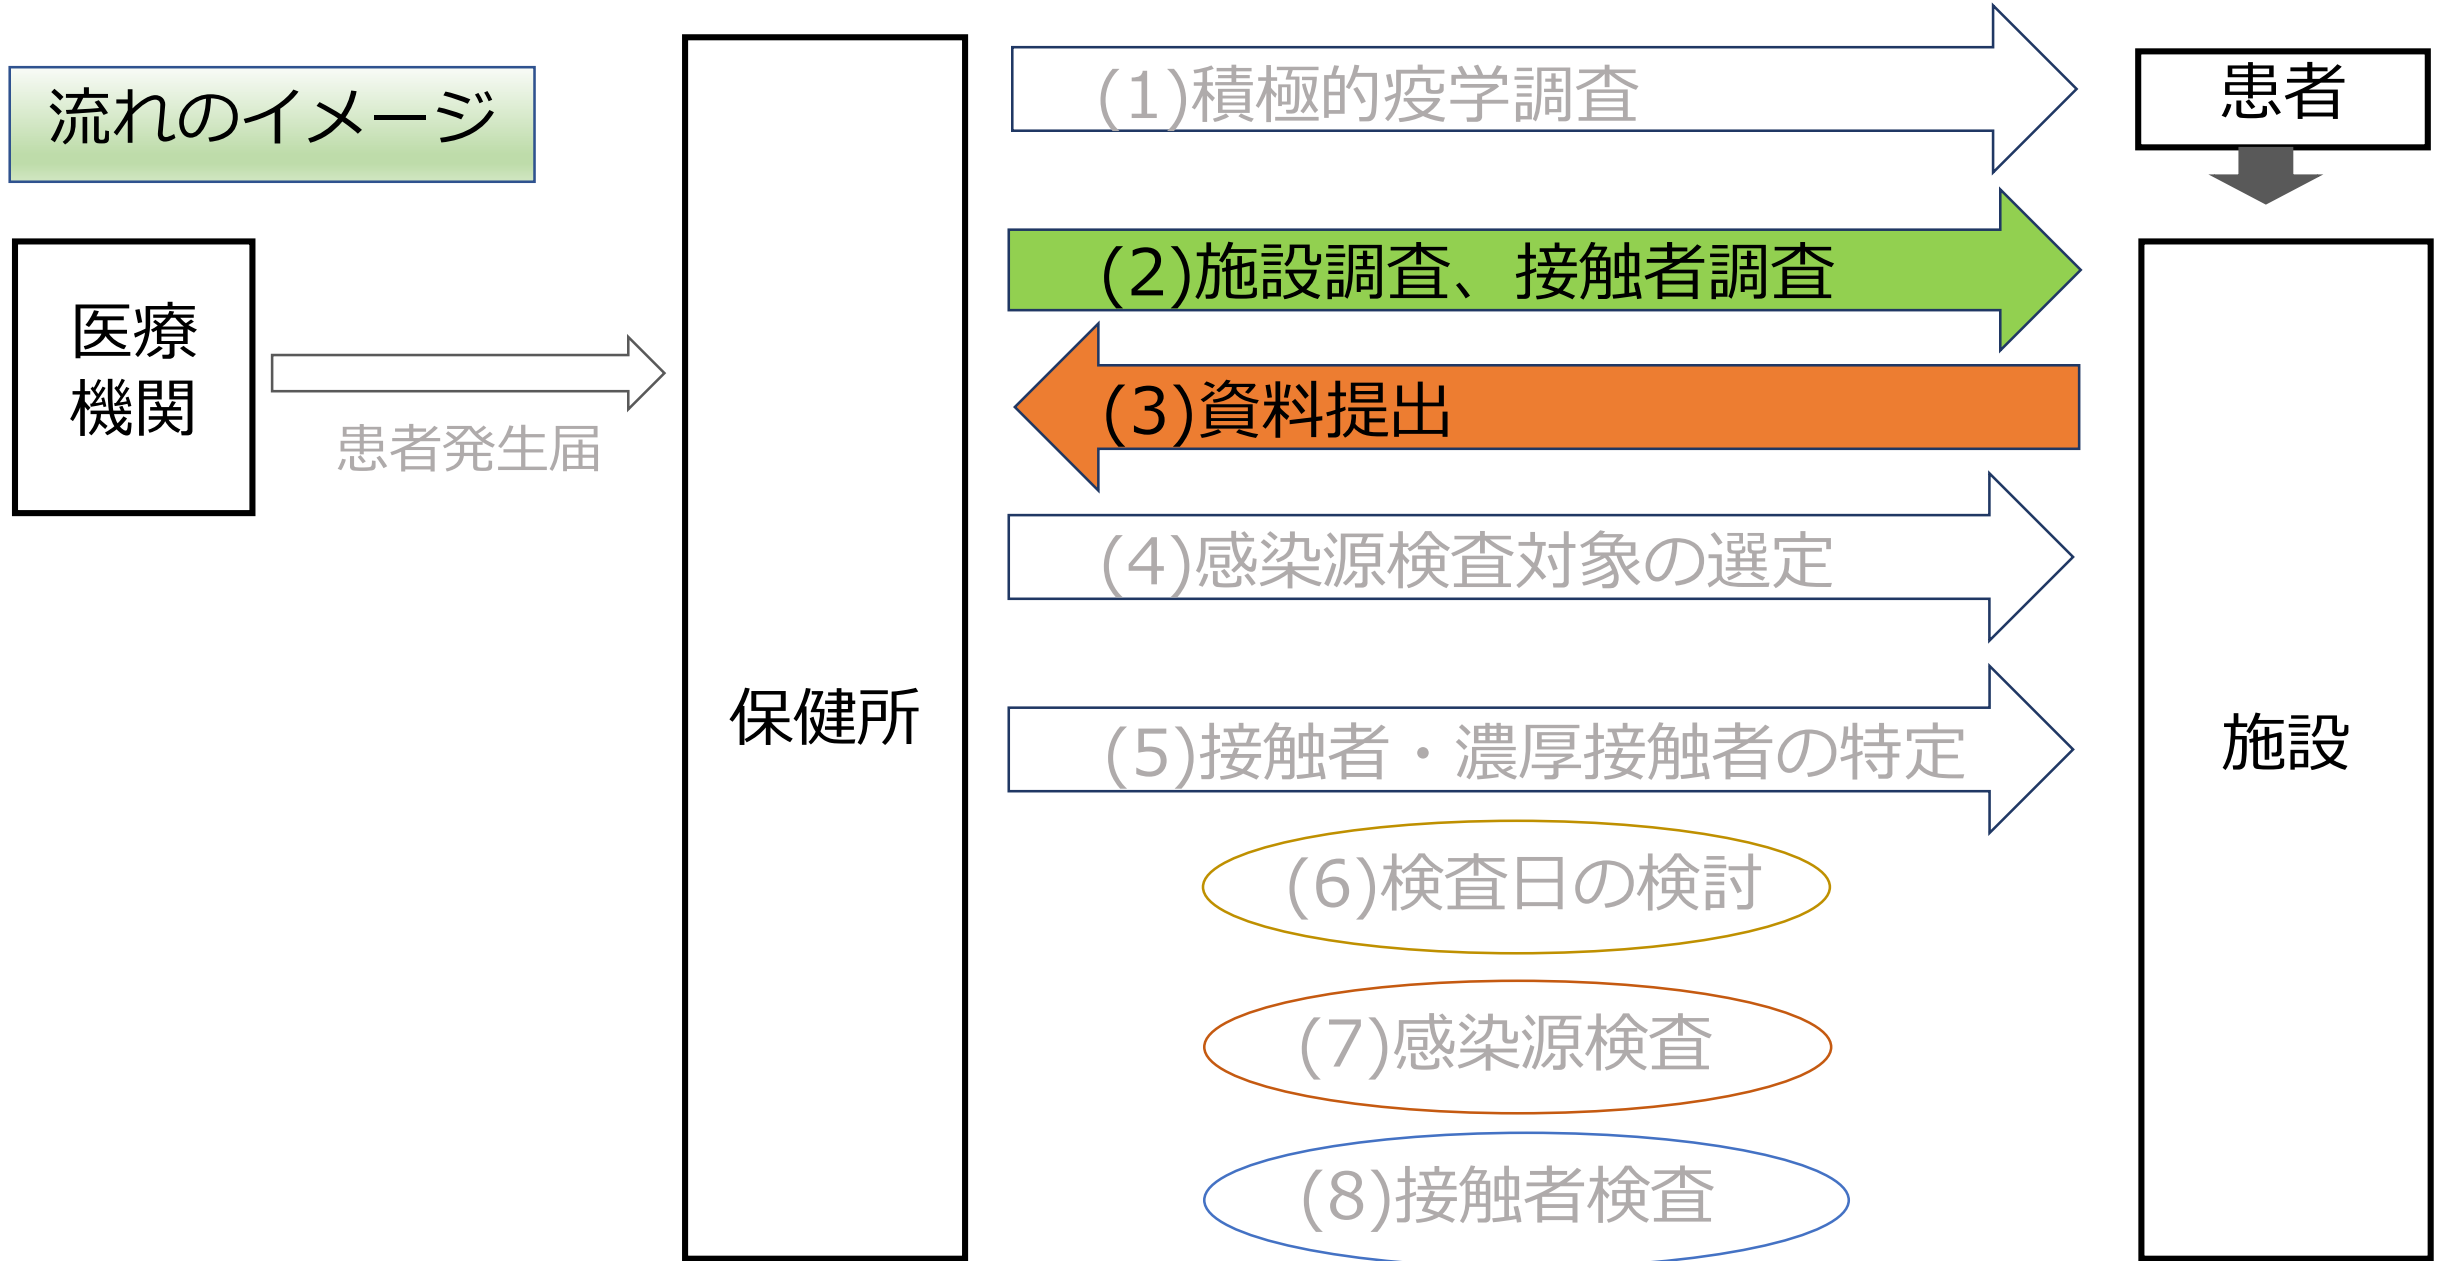 流れのイメージ
医療
機関
患者発生届
保健所
(1)積極的疫学調査
(2)施設調査、接触者調査
(3)資料提出
(4)感染源検査対象の選定
(5)接触者・濃厚接触者の特定
(6)検査日の検討
(7)感染源検査
(8)接触者検査
患者
施設